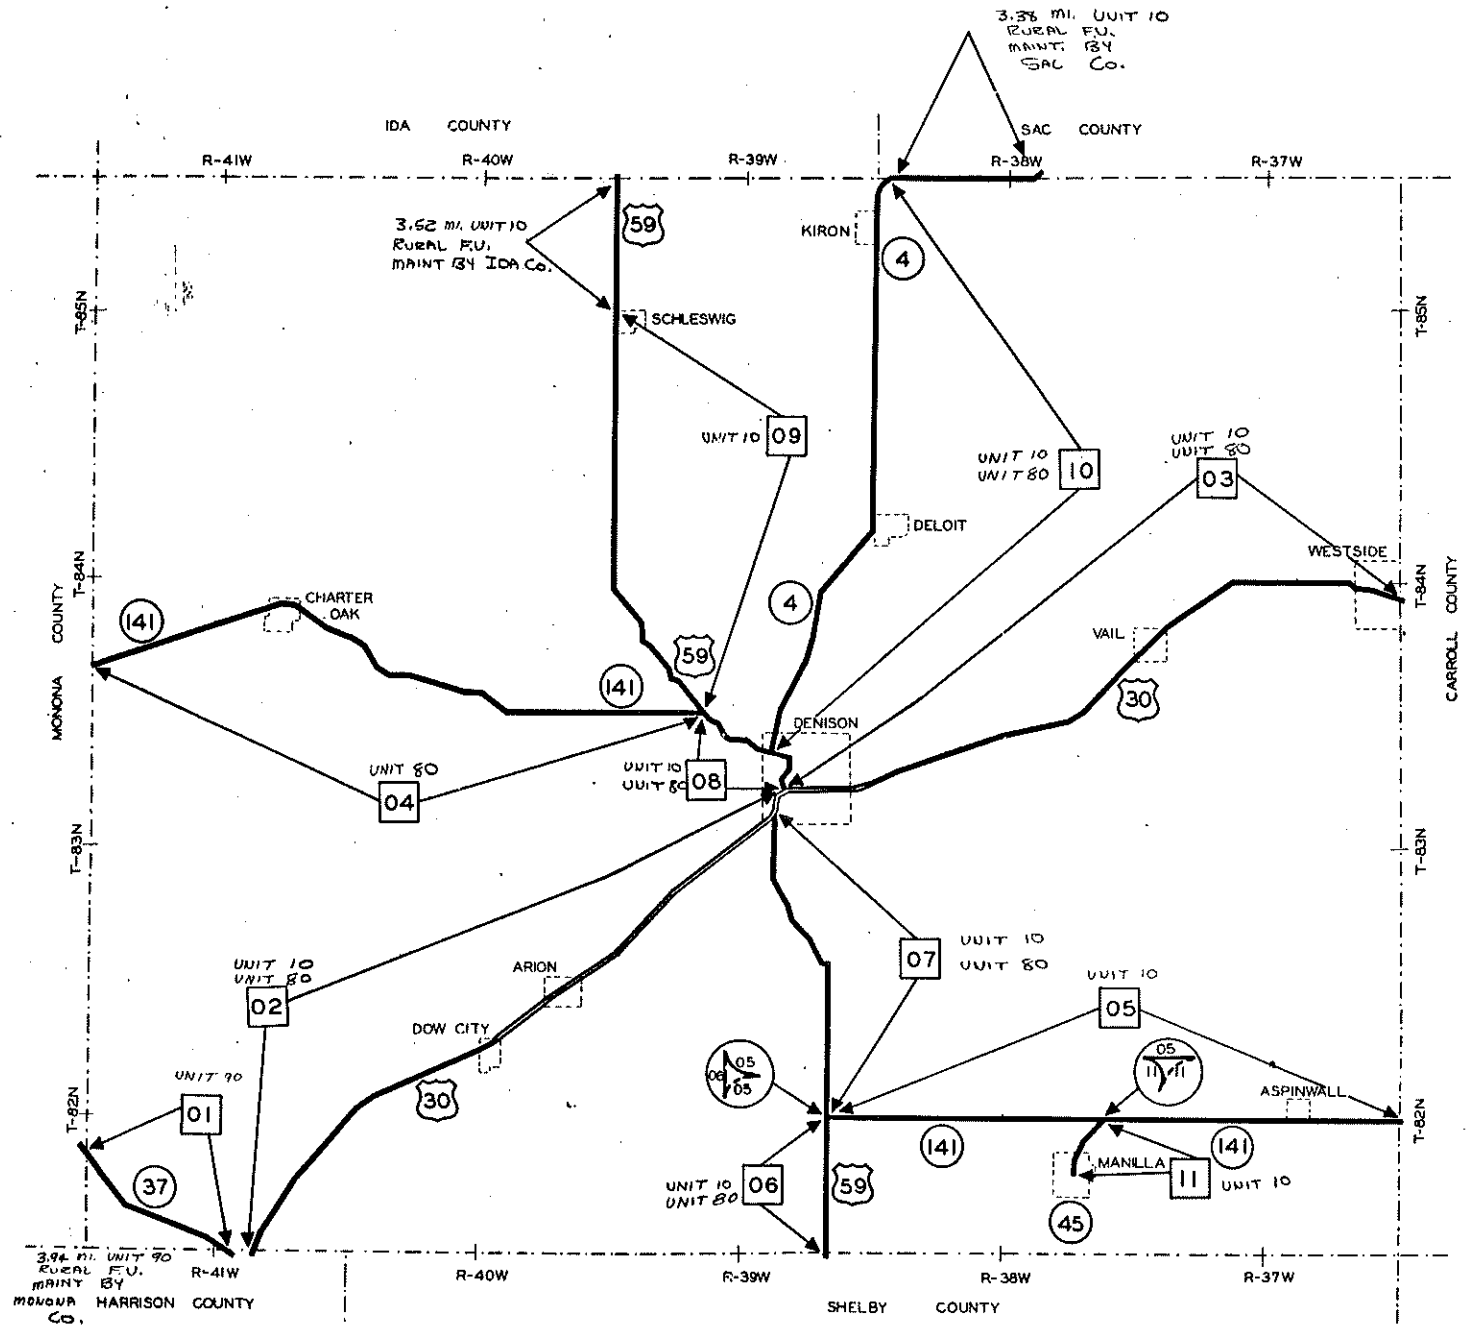 3.38 MI. UNIT 10
RURAL F.U.
MAINT. BY
SAC Co.
IDA COUNTY
SAC COUNTY
R-41W
R-40W
R-39W
R-38W
R-37W
3.52 MI. UNIT 10
RURAL F.U.
MAINT BY IDA Co.
59
KIRON
4
T-85N
SCHLESWIG
T-85N
UNIT 10
09
UNIT 10
UNIT 80
10
UNIT 10
UNIT 80
03
DELOIT
WESTSIDE
T-84N
T-84N
MONONA COUNTY
CARROLL COUNTY
CHARTER
OAK
141
4
VAIL
59
141
30
DENISON
UNIT 80
04
UNIT 10
UNIT 80
08
T-83N
T-83N
UNIT 10
UNIT 80
02
ARION
07
UNIT 10
UNIT 80
UNIT 10
05
DOW CITY
05
06
05
05
11
11
UNIT 90
01
30
ASPINWALL
T-82N
T-82N
141
141
37
MANILLA
11
UNIT 10
UNIT 10
UNIT 80
06
59
45
3.94 MI. UNIT 90
RURAL F.U.
MAINT BY
MONONA
Co.
R-41W
R-40W
R-39W
R-38W
R-37W
HARRISON COUNTY
SHELBY COUNTY